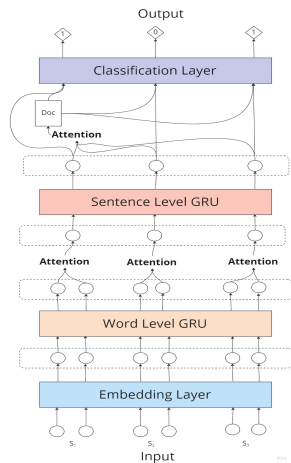 Output
1 0 1
Classification Layer
Doc
Attention
Sentence Level GRU
Attention Attention Attention
Word Level GRU
Embedding Layer
S₁ S₂ S₃
Input